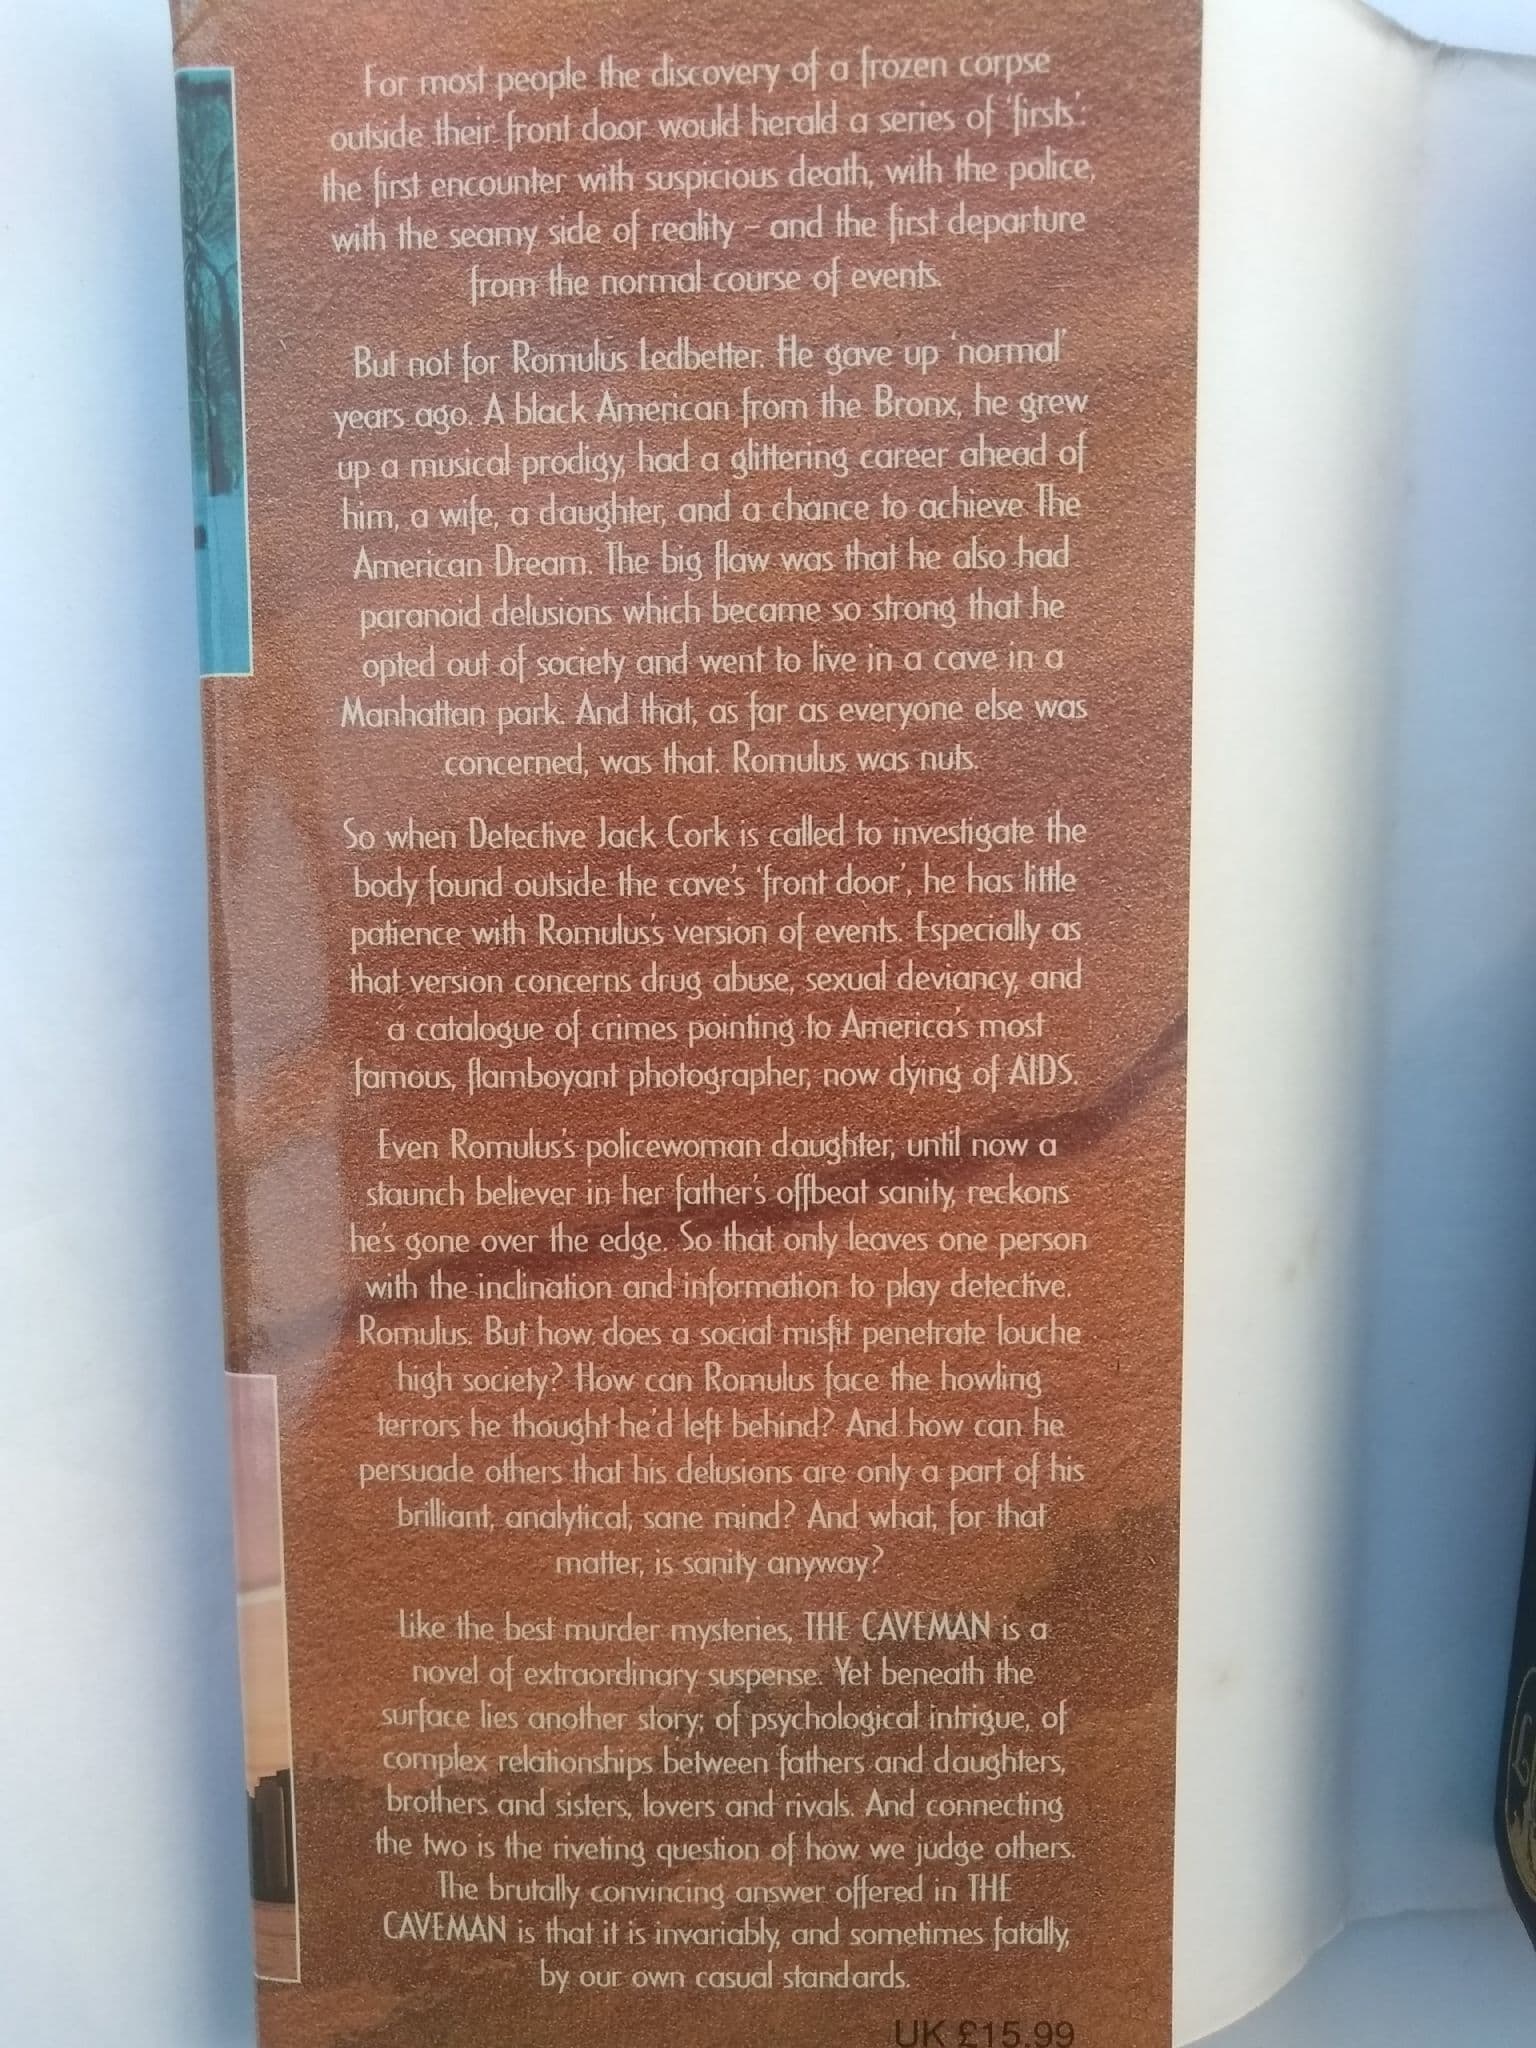 For most people the discovery of a frozen corpse
outside their front door would herald a series of 'firsts':
the first encounter with suspicious death, with the police,
with the seamy side of reality – and the first departure
from the normal course of events.
But not for Romulus Ledbetter. He gave up 'normal'
years ago. A black American from the Bronx, he grew
up a musical prodigy, had a glittering career ahead of
him, a wife, a daughter, and a chance to achieve The
American Dream. The big flaw was that he also had
paranoid delusions which became so strong that he
opted out of society and went to live in a cave in a
Manhattan park. And that, as far as everyone else was
concerned, was that. Romulus was nuts.
So when Detective Jack Cork is called to investigate the
body found outside the cave's 'front door', he has little
patience with Romulus's version of events. Especially as
that version concerns drug abuse, sexual deviancy, and
a catalogue of crimes pointing to America's most
famous, flamboyant photographer, now dying of AIDS.
Even Romulus's policewoman daughter, until now a
staunch believer in her father's offbeat sanity, reckons
he's gone over the edge. So that only leaves one person
with the inclination and information to play detective.
Romulus. But how does a social misfit penetrate louche
high society? How can Romulus face the howling
terrors he thought he'd left behind? And how can he
persuade others that his delusions are only a part of his
brilliant, analytical, sane mind? And what, for that
matter, is sanity anyway?
Like the best murder mysteries, THE CAVEMAN is a
novel of extraordinary suspense. Yet beneath the
surface lies another story; of psychological intrigue, of
complex relationships between fathers and daughters,
brothers and sisters, lovers and rivals. And connecting
the two is the riveting question of how we judge others.
The brutally convincing answer offered in THE
CAVEMAN is that it is invariably, and sometimes fatally,
by our own casual standards.
UK £15.99